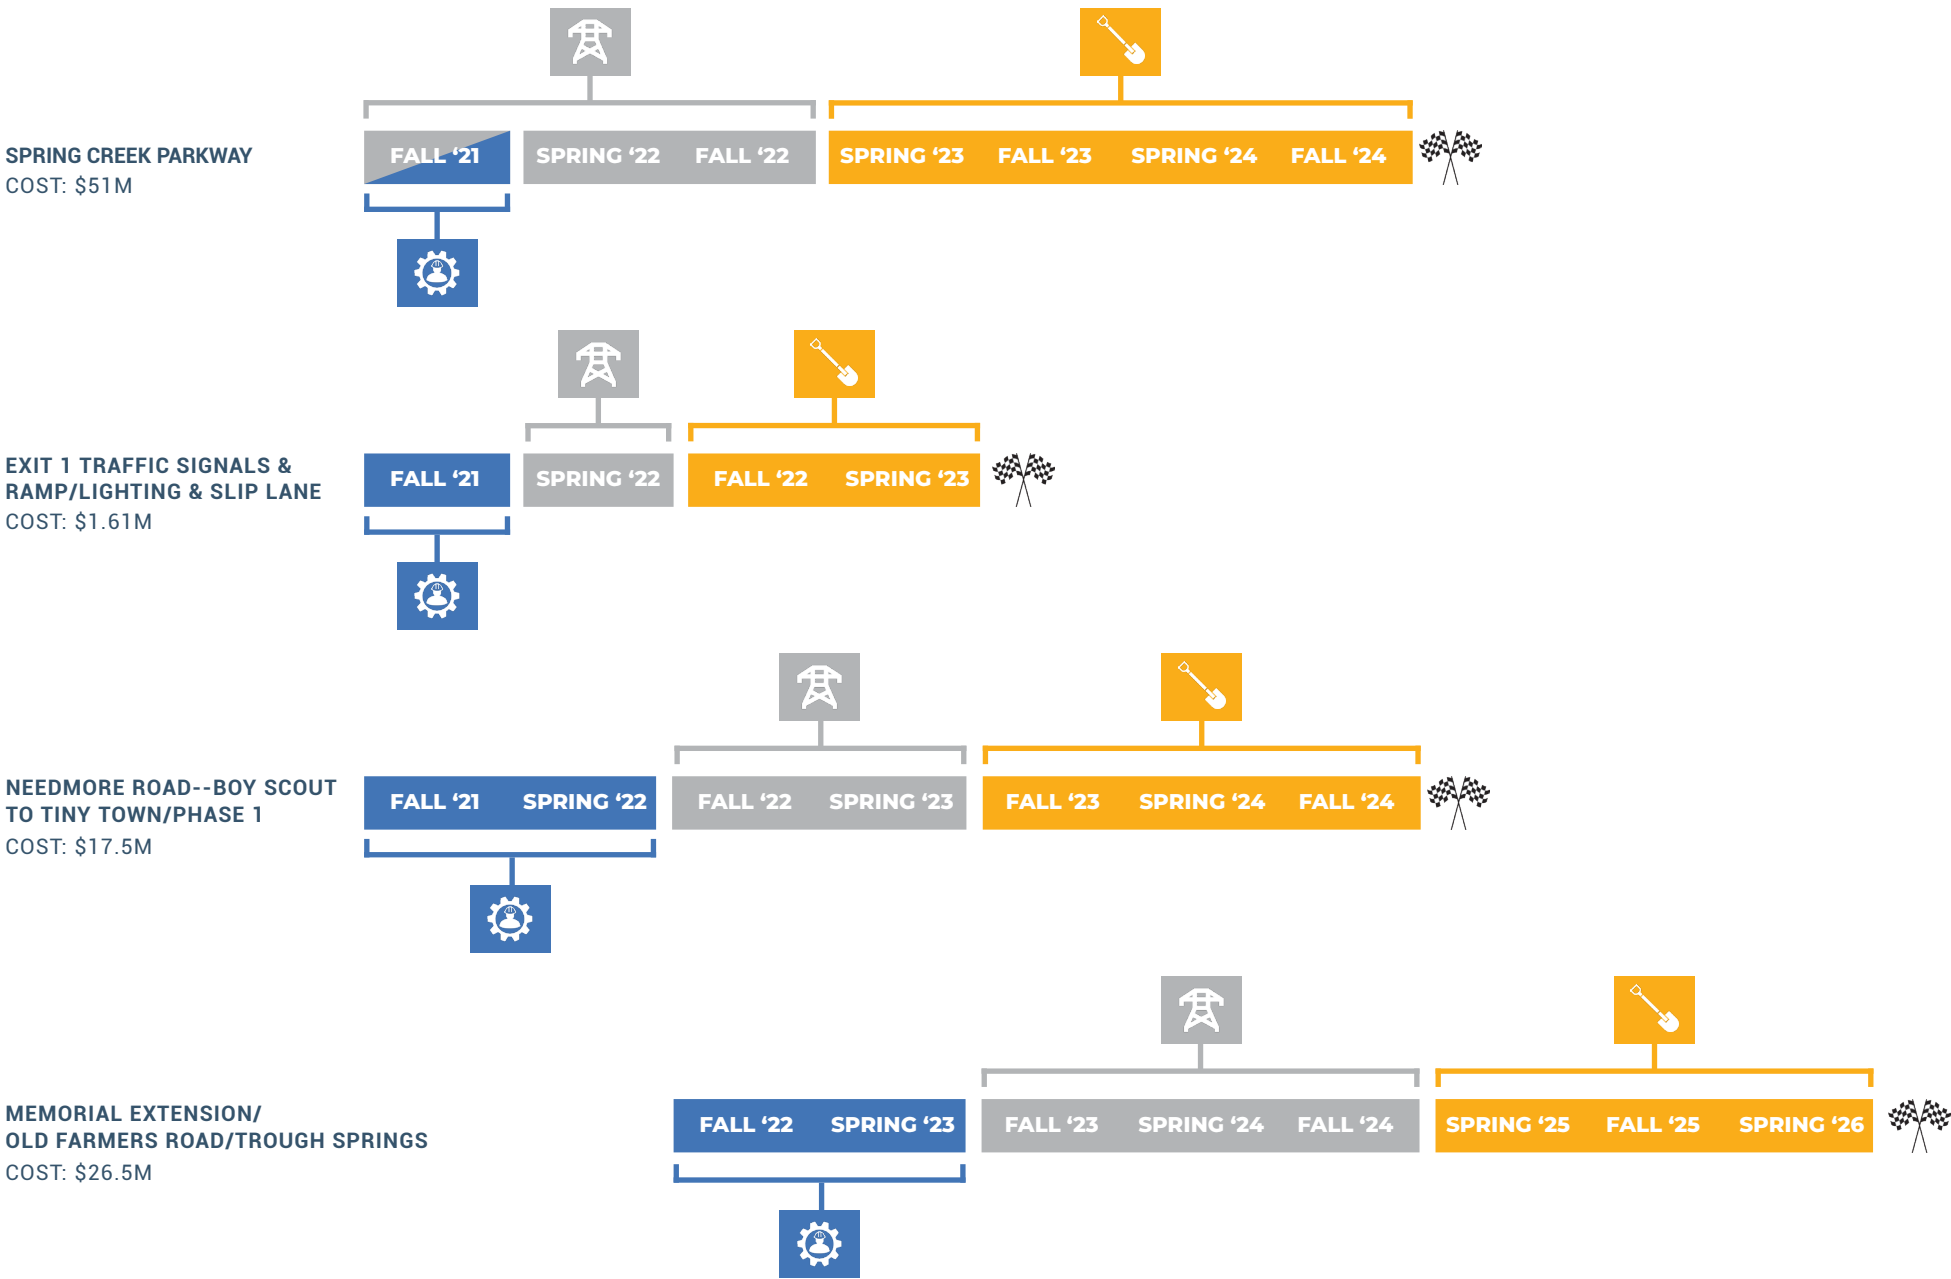 SPRING CREEK PARKWAY
COST: $51M
FALL ‘21 SPRING ‘22 FALL ‘22 SPRING ‘23 FALL ‘23 SPRING ‘24 FALL ‘24
EXIT 1 TRAFFIC SIGNALS &
RAMP/LIGHTING & SLIP LANE
COST: $1.61M
FALL ‘21 SPRING ‘22 FALL ‘22 SPRING ‘23
NEEDMORE ROAD--BOY SCOUT
TO TINY TOWN/PHASE 1
COST: $17.5M
FALL ‘21 SPRING ‘22 FALL ‘22 SPRING ‘23 FALL ‘23 SPRING ‘24 FALL ‘24
MEMORIAL EXTENSION/
OLD FARMERS ROAD/TROUGH SPRINGS
COST: $26.5M
FALL ‘22 SPRING ‘23 FALL ‘23 SPRING ‘24 FALL ‘24 SPRING ‘25 FALL ‘25 SPRING ‘26